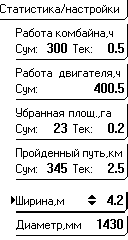 Статистика/настройки
Работа комбайна,ч
Сум: 300 Тек: 0.5
Работа двигателя,ч
Сум: 400.5
Убранная площ.,га
Сум: 23 Тек: 0.2
Пройденный путь,км
Сум: 345 Тек: 2.5
Ширина,м 4.2
Диаметр,мм 1430